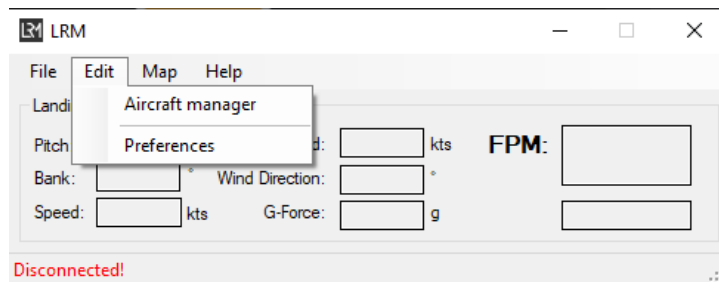 LRM LRM
File Edit Map Help
Aircraft manager
Preferences
Landi
Pitch d: kts FPM:
Bank: ° Wind Direction: °
Speed: kts G-Force: g
Disconnected!